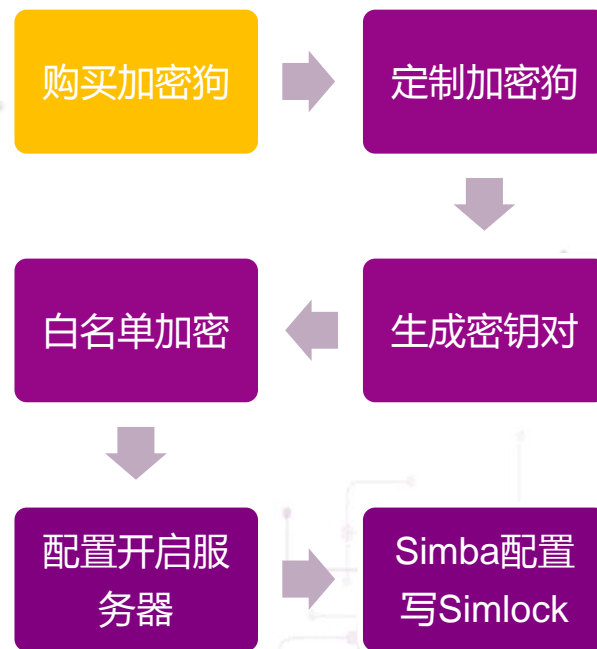 购买加密狗
定制加密狗
生成密钥对
白名单加密
配置开启服
务器
Simba配置
写Simlock